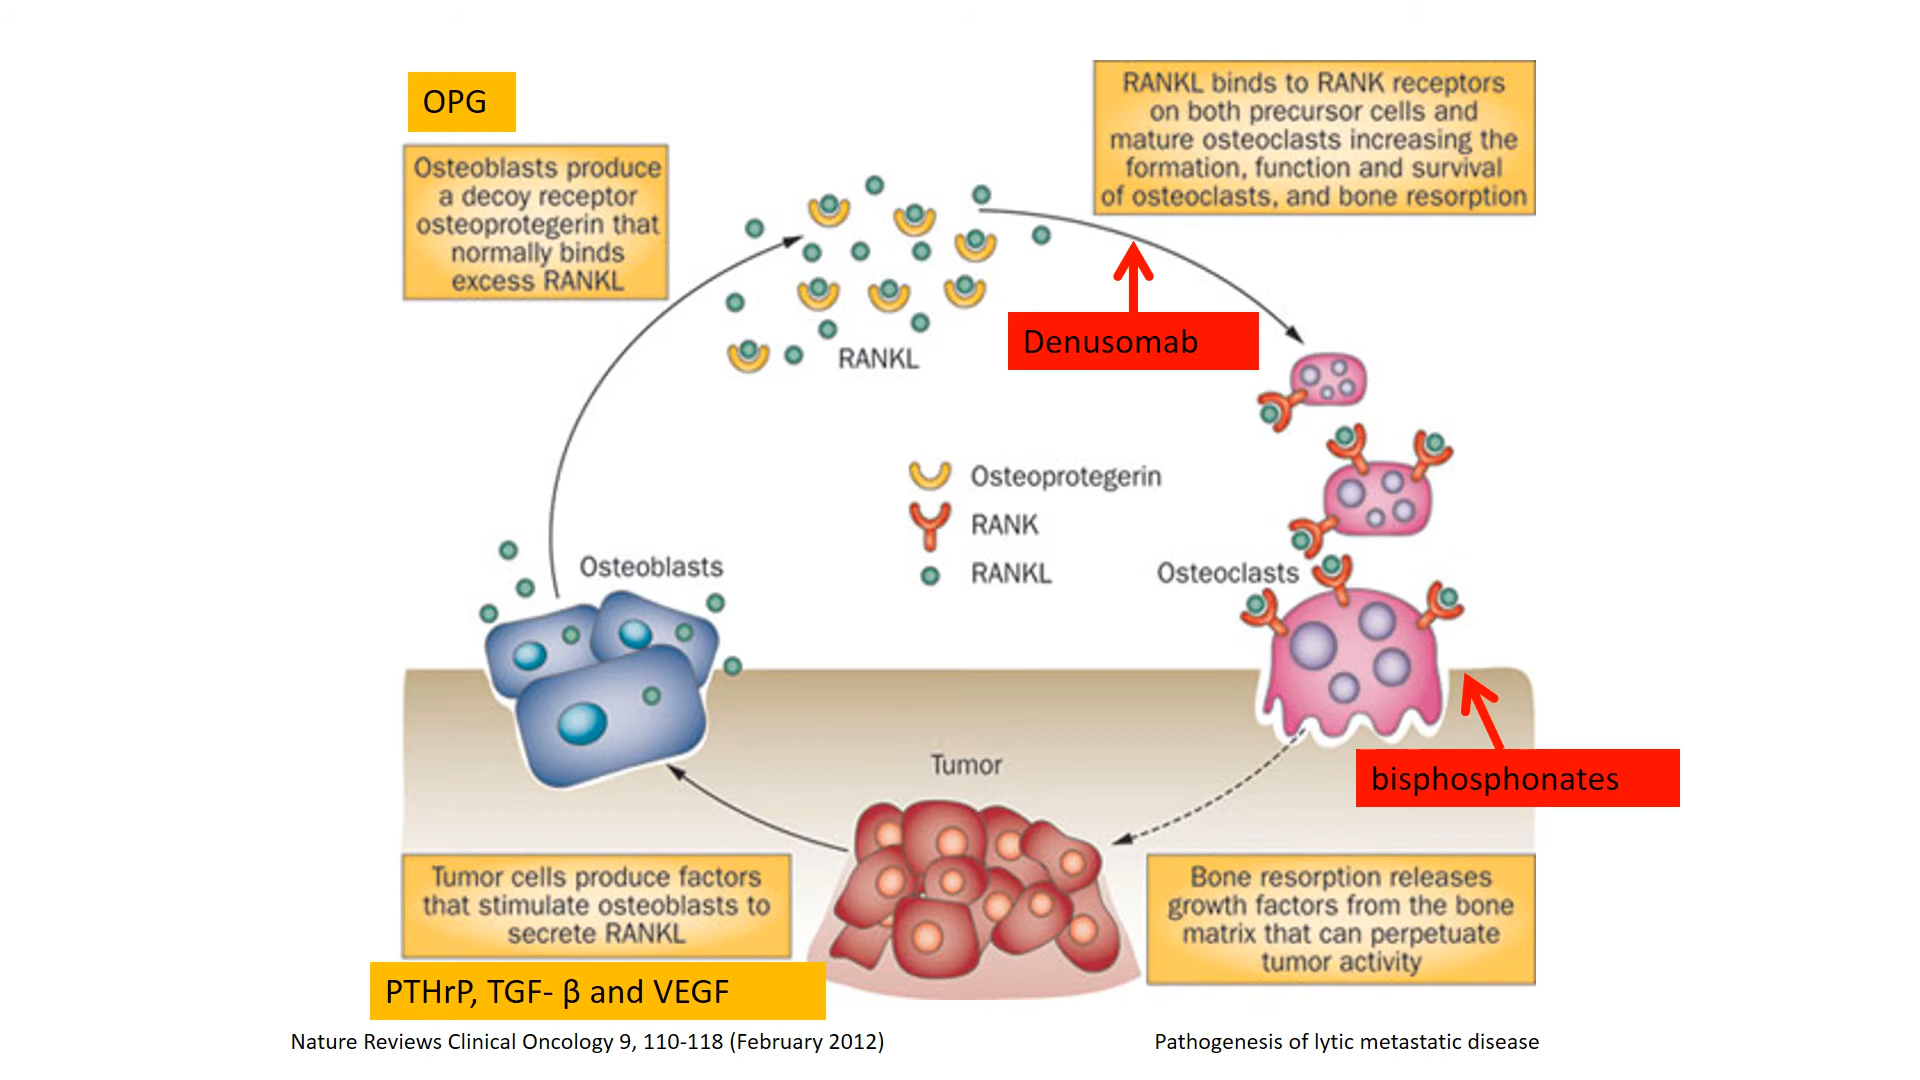 OPG
Osteoblasts produce
a decoy receptor
osteoprotegerin that
normally binds
excess RANKL
RANKL binds to RANK receptors
on both precursor cells and
mature osteoclasts increasing the
formation, function and survival
of osteoclasts, and bone resorption
Denusomab
RANKL
Osteoprotegerin
RANK
RANKL
Osteoblasts
Osteoclasts
Tumor
bisphosphonates
Tumor cells produce factors
that stimulate osteoblasts to
secrete RANKL
Bone resorption releases
growth factors from the bone
matrix that can perpetuate
tumor activity
PTHrP, TGF- β and VEGF
Nature Reviews Clinical Oncology 9, 110-118 (February 2012)
Pathogenesis of lytic metastatic disease